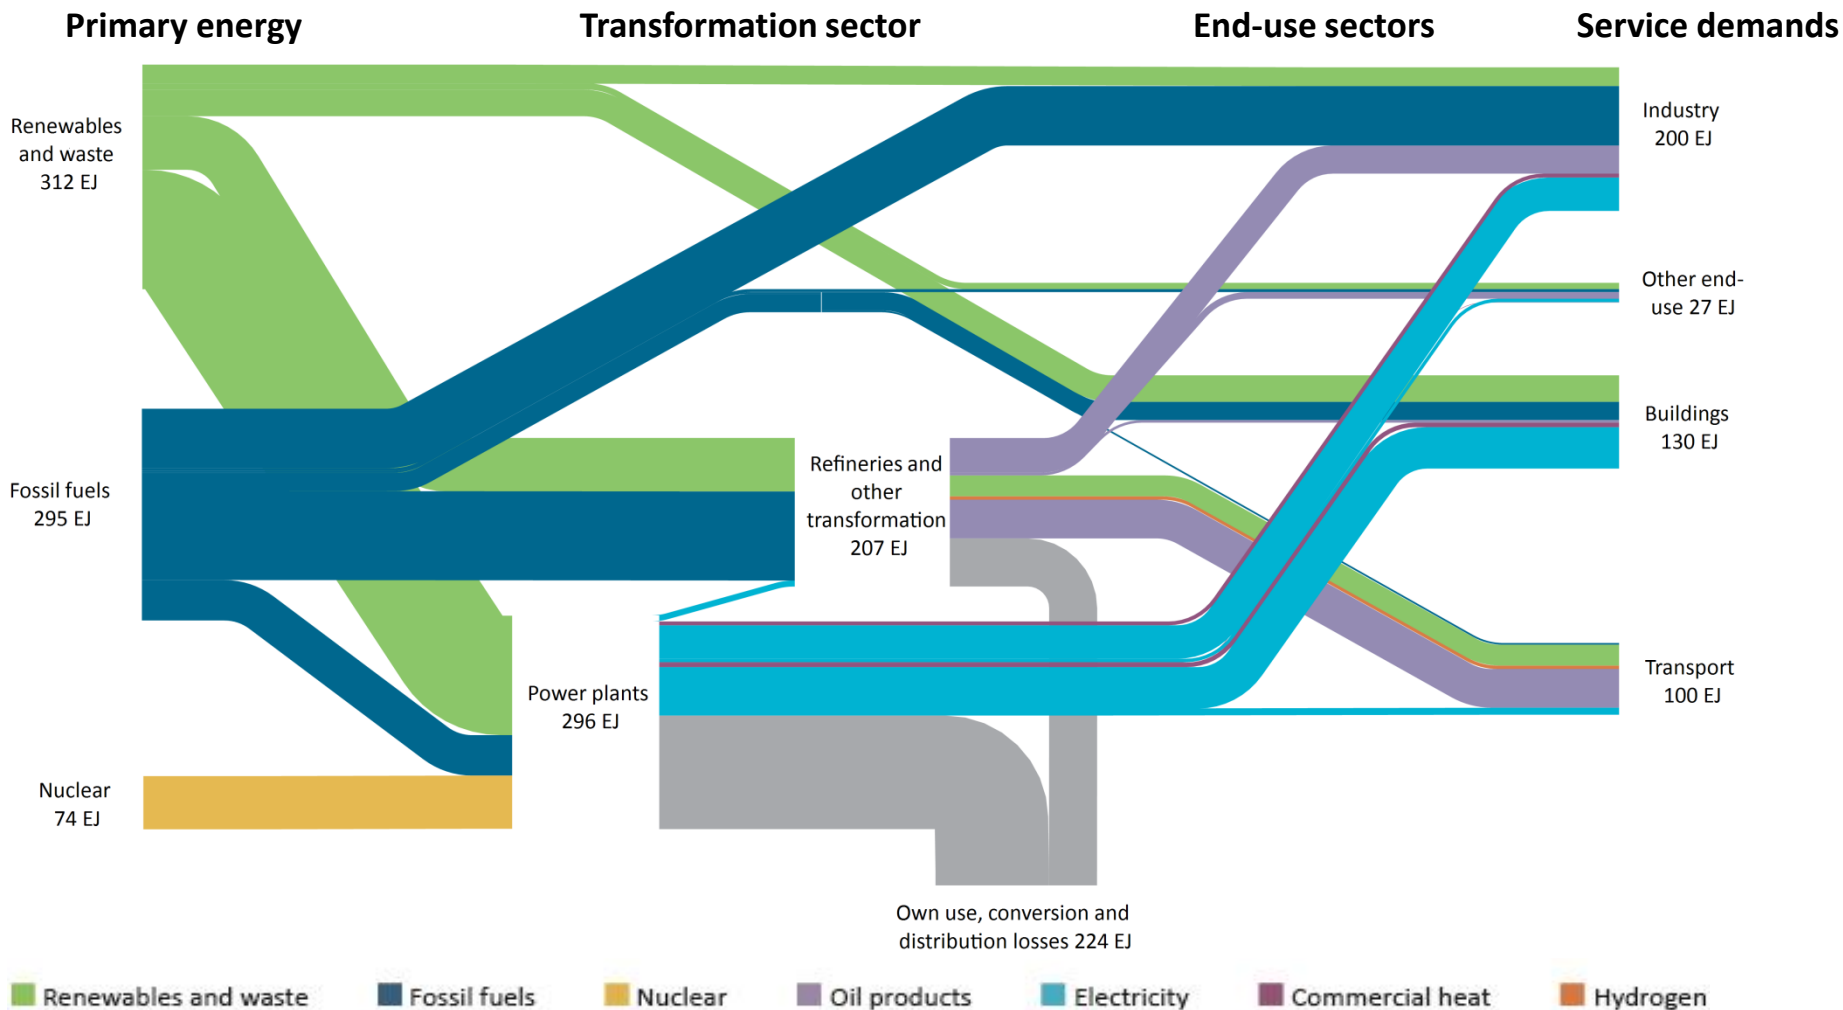 Primary energy
Transformation sector
End-use sectors
Service demands
Renewables
and waste
312 EJ
Industry
200 EJ
Other end-
use 27 EJ
Buildings
130 EJ
Fossil fuels
295 EJ
Refineries and
other
transformation
207 EJ
Power plants
296 EJ
Transport
100 EJ
Nuclear
74 EJ
Own use, conversion and
distribution losses 224 EJ
Renewables and waste
Fossil fuels
Nuclear
Oil products
Electricity
Commercial heat
Hydrogen